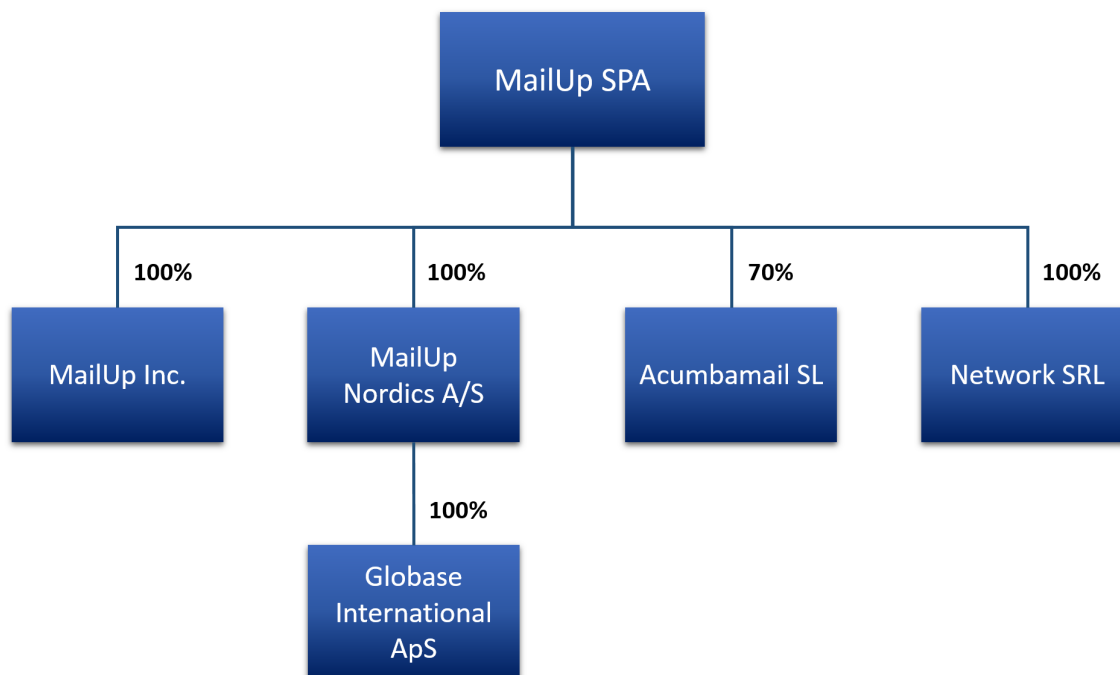 MailUp SPA
100%
100%
70%
100%
MailUp Inc.
MailUp
Nordics A/S
Acumbamail SL
Network SRL
100%
Globase
International
ApS